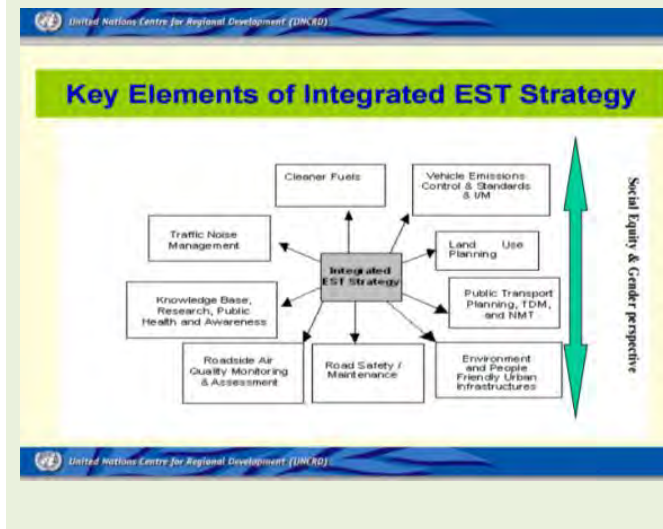 United Nations Centre for Regional Development (UNCRD)
Key Elements of Integrated EST Strategy
Cleaner Fuels
Vehicle Emissions
Control & Standards
& I/M
Traffic Noise
Management
Land Use
Planning
Integrated
EST Strategy
Knowledge Base,
Research, Public
Health and Awareness
Public Transport
Planning, TDM,
and NMT
Roadside Air
Quality Monitoring
& Assessment
Road Safety /
Maintenance
Environment
and People
Friendly Urban
Infrastructures
Social Equity & Gender perspective
United Nations Centre for Regional Development (UNCRD)